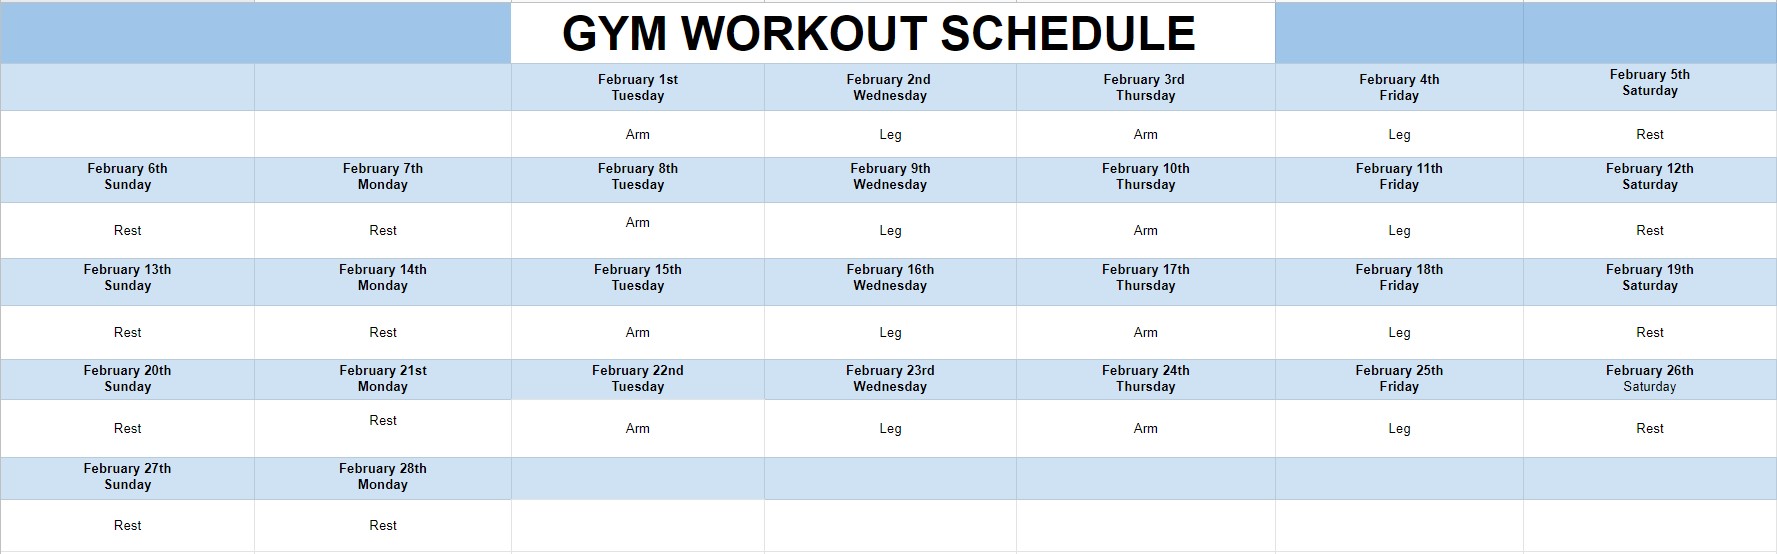 GYM WORKOUT SCHEDULE
February 1st
Tuesday
February 2nd
Wednesday
February 3rd
Thursday
February 4th
Friday
February 5th
Saturday
Arm
Leg
Arm
Leg
Rest
February 6th
Sunday
February 7th
Monday
February 8th
Tuesday
February 9th
Wednesday
February 10th
Thursday
February 11th
Friday
February 12th
Saturday
Rest
Rest
Arm
Leg
Arm
Leg
Rest
February 13th
Sunday
February 14th
Monday
February 15th
Tuesday
February 16th
Wednesday
February 17th
Thursday
February 18th
Friday
February 19th
Saturday
Rest
Rest
Arm
Leg
Arm
Leg
Rest
February 20th
Sunday
February 21st
Monday
February 22nd
Tuesday
February 23rd
Wednesday
February 24th
Thursday
February 25th
Friday
February 26th
Saturday
Rest
Rest
Arm
Leg
Arm
Leg
Rest
February 27th
Sunday
February 28th
Monday
Rest
Rest